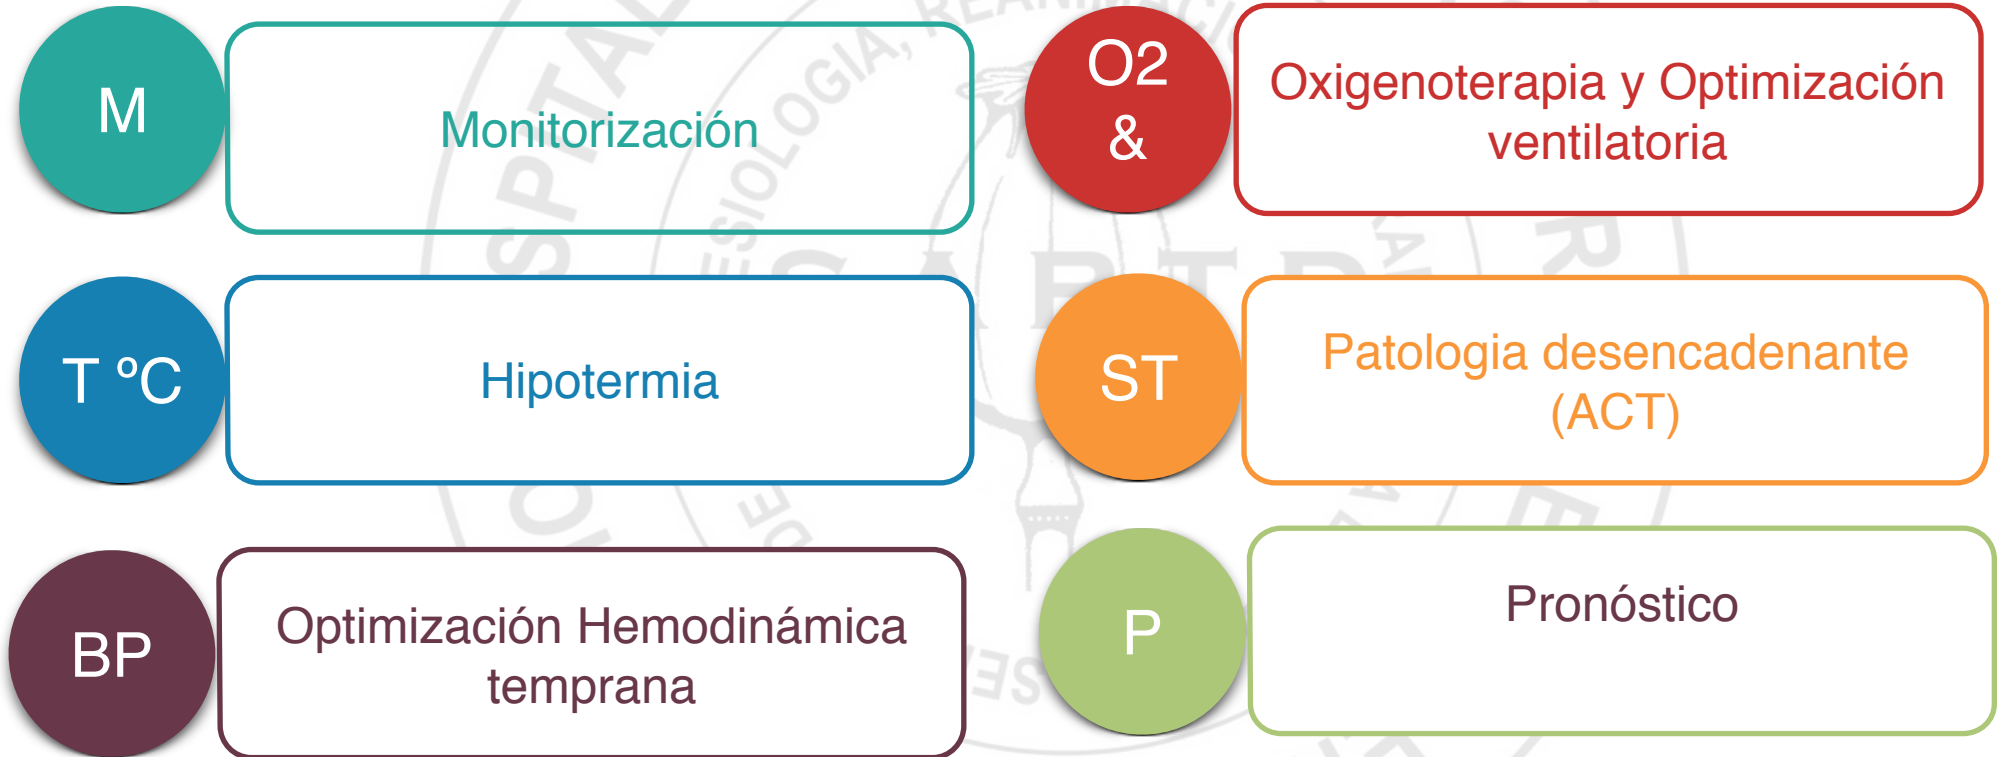 M
Monitorización
O2
&
Oxigenoterapia y Optimización
ventilatoria
T ºC
Hipotermia
ST
Patologia desencadenante
(ACT)
BP
Optimización Hemodinámica
temprana
P
Pronóstico